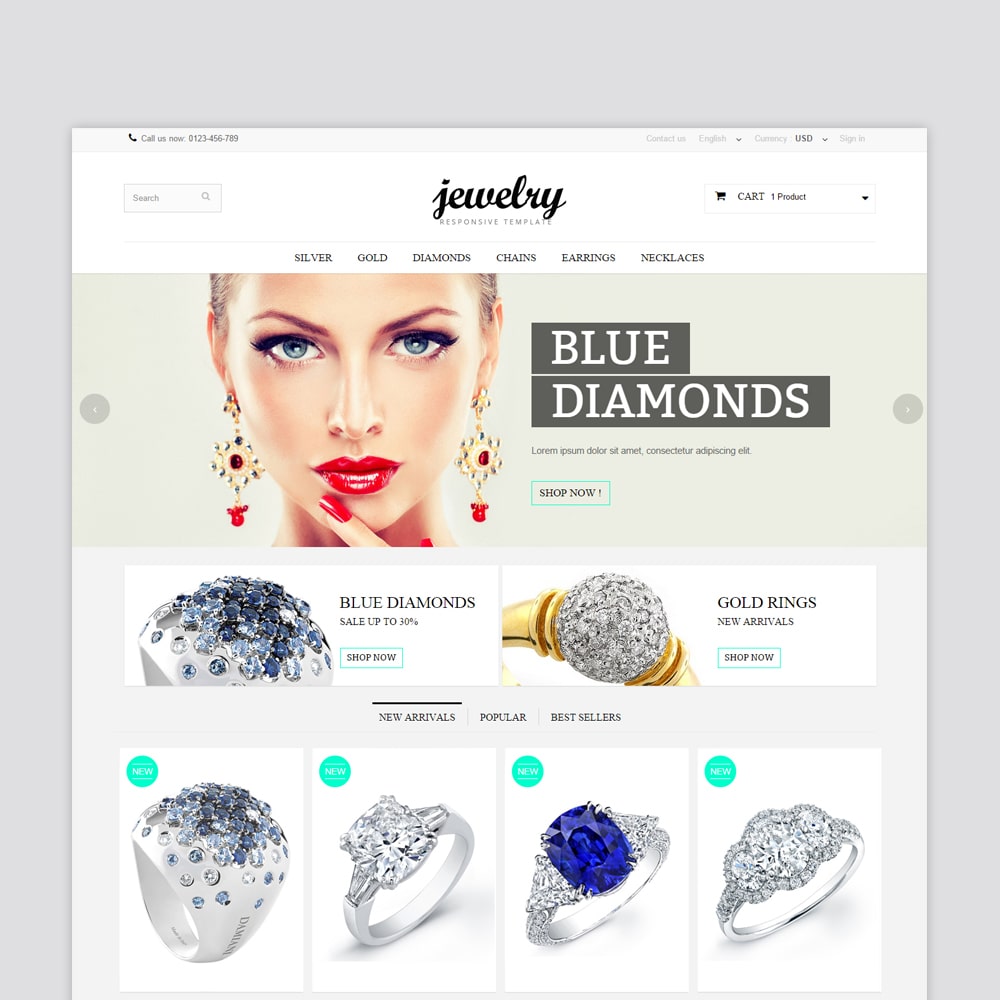 Call us now: 0123-456-789
Contact us English Currency : USD Sign in
Search
jewelry
RESPONSIVE TEMPLATE
CART 1 Product
SILVER GOLD DIAMONDS CHAINS EARRINGS NECKLACES
BLUE
DIAMONDS
Lorem ipsum dolor sit amet, consectetur adipiscing elit.
SHOP NOW !
BLUE DIAMONDS
SALE UP TO 30%
SHOP NOW
GOLD RINGS
NEW ARRIVALS
SHOP NOW
NEW ARRIVALS POPULAR BEST SELLERS
NEW
NEW
NEW
NEW
DAMIANI